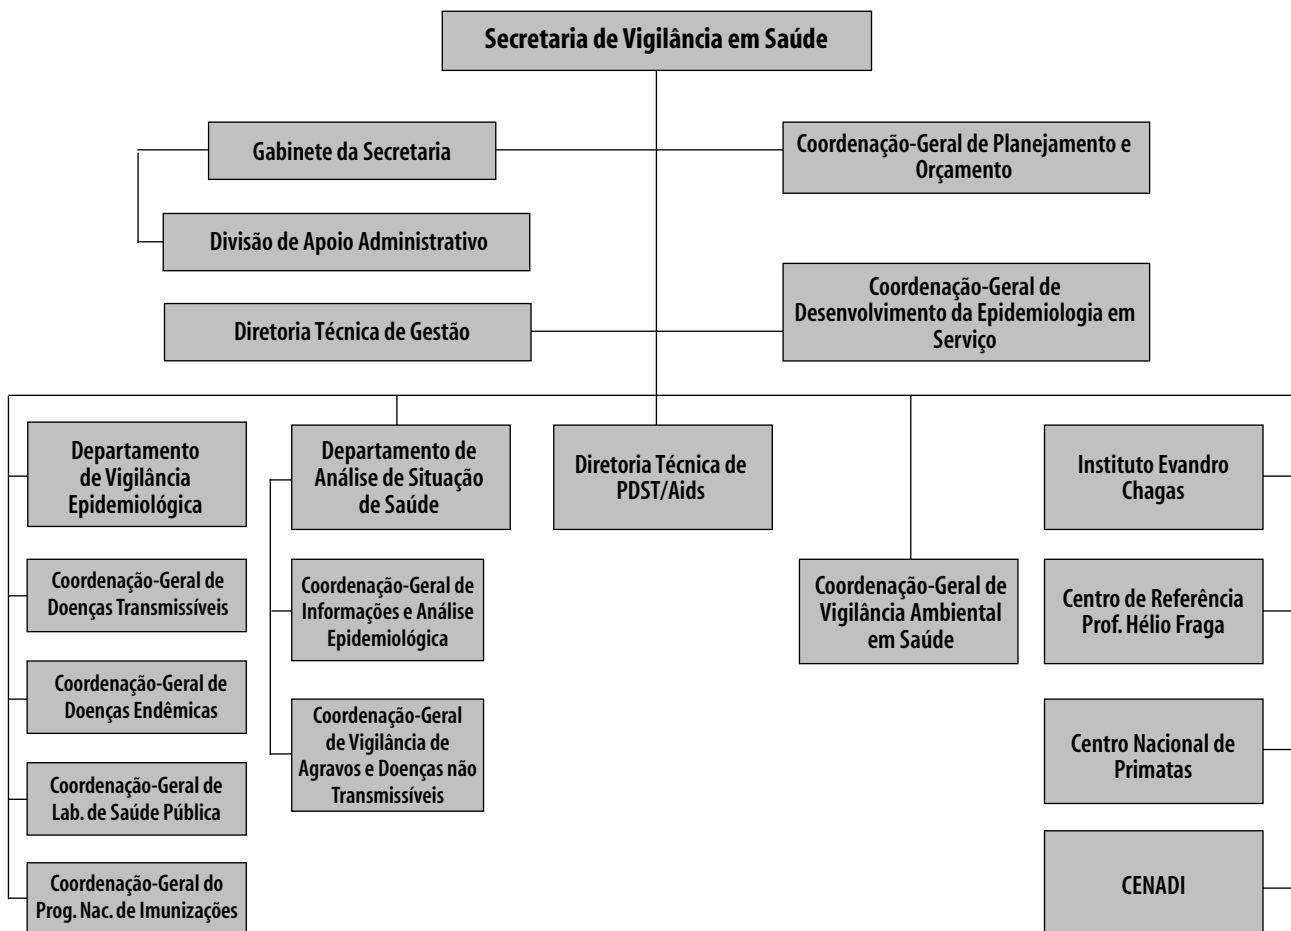 Secretaria de Vigilância em Saúde
Gabinete da Secretaria
Coordenação-Geral de Planejamento e
Orçamento
Divisão de Apoio Administrativo
Coordenação-Geral de
Desenvolvimento da Epidemiologia em
Serviço
Diretoria Técnica de Gestão
Departamento
de Vigilância
Epidemiológica
Coordenação-Geral de
Doenças Transmissíveis
Coordenação-Geral de
Doenças Endêmicas
Coordenação-Geral de
Lab. de Saúde Pública
Coordenação-Geral do
Prog. Nac. de Imunizações
Departamento de
Análise de Situação
de Saúde
Coordenação-Geral de
Informações e Análise
Epidemiológica
Coordenação-Geral
de Vigilância de
Agravos e Doenças não
Transmissíveis
Diretoria Técnica de
PDST/Aids
Coordenação-Geral de
Vigilância Ambiental
em Saúde
Instituto Evandro
Chagas
Centro de Referência
Prof. Hélio Fraga
Centro Nacional de
Primatas
CENADI